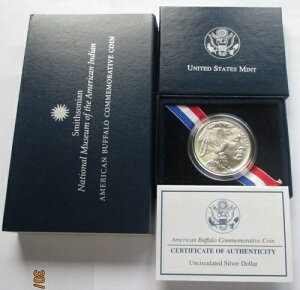 Smithsonian
National Museum of the American Indian
AMERICAN BUFFALO COMMEMORATIVE COIN
UNITED STATES MINT
American Buffalo Commemorative Coin
CERTIFICATE OF AUTHENTICITY
Uncirculated Silver Dollar